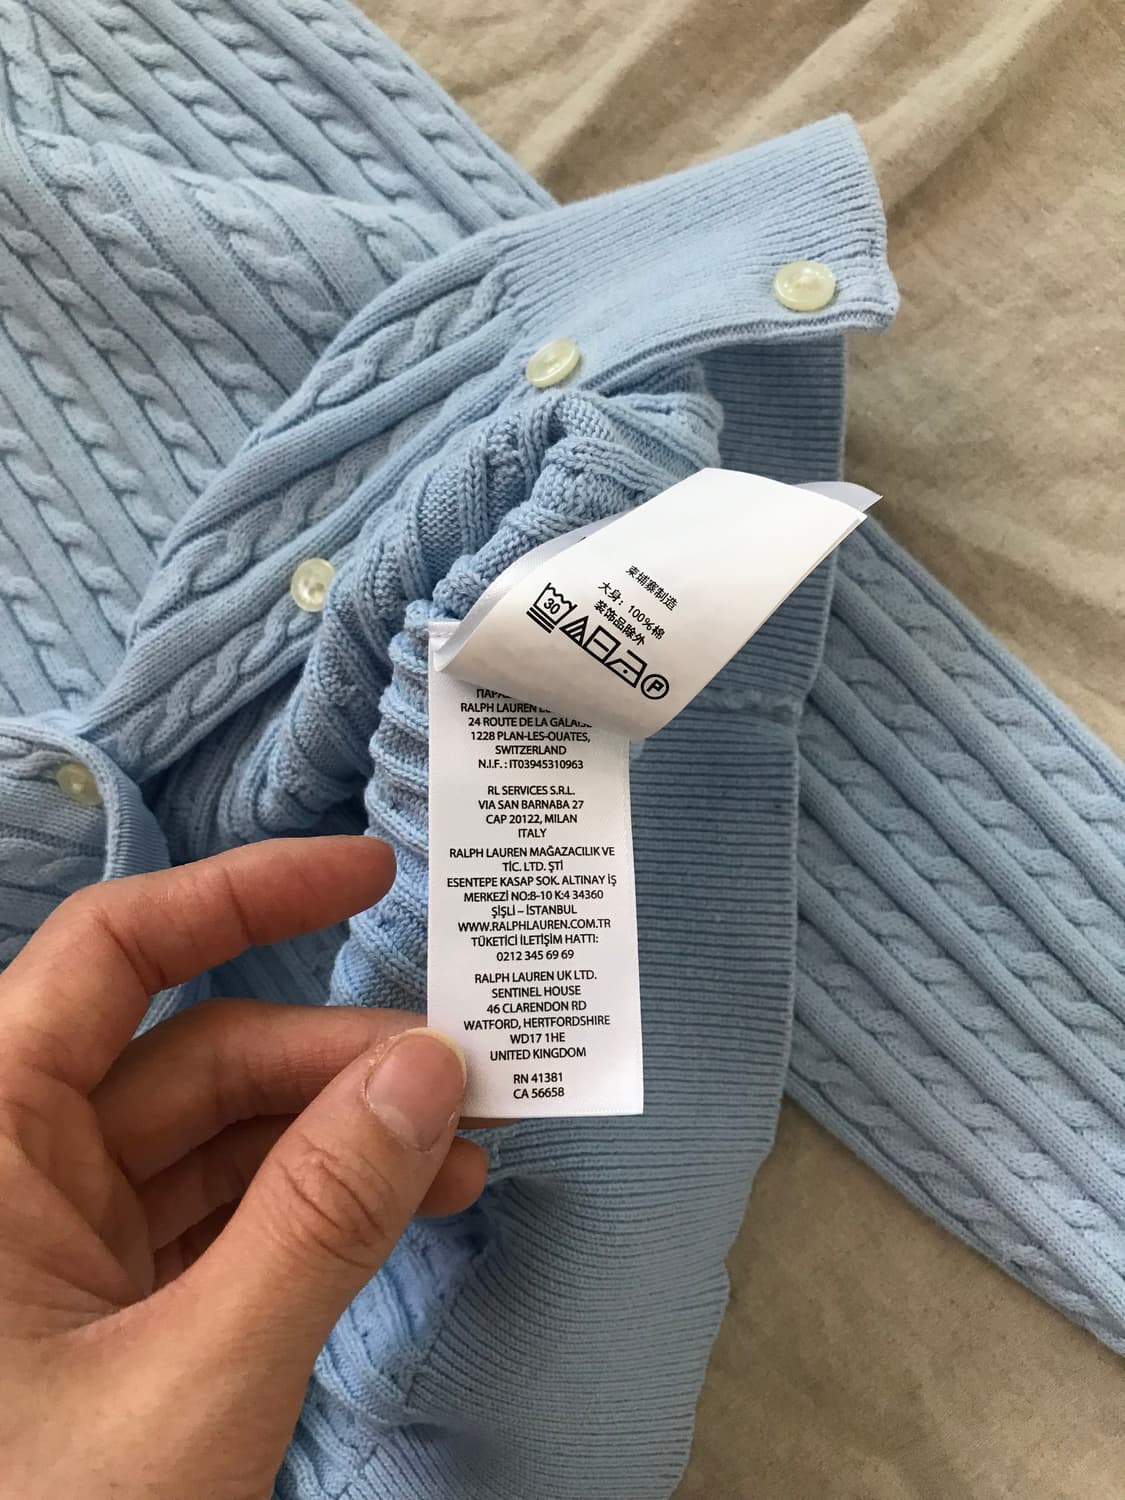 柬埔寨制造
大身：100%棉
装饰品除外
30
P
RALPH LAUREN
24 ROUTE DE LA
1228 PLAN-LES-OUATES,
SWITZERLAND
N.I.F. : IT03945310963
RL SERVICES S.R.L.
VIA SAN BARNABA 27
CAP 20122, MILAN
ITALY
RALPH LAUREN MAĞAZACILIK VE
TİC. LTD. ŞTİ
ESENTEPE KASAP SOK. ALTINAY İŞ
MERKEZİ NO:8-10 K:4 34360
ŞİŞLİ – İSTANBUL
WWW.RALPHLAUREN.COM.TR
TÜKETİCİ İLETİŞİM HATTI:
0212 345 69 69
RALPH LAUREN UK LTD.
SENTINEL HOUSE
46 CLARENDON RD
WATFORD, HERTFORDSHIRE
WD17 1HE
UNITED KINGDOM
RN 41381
CA 56658